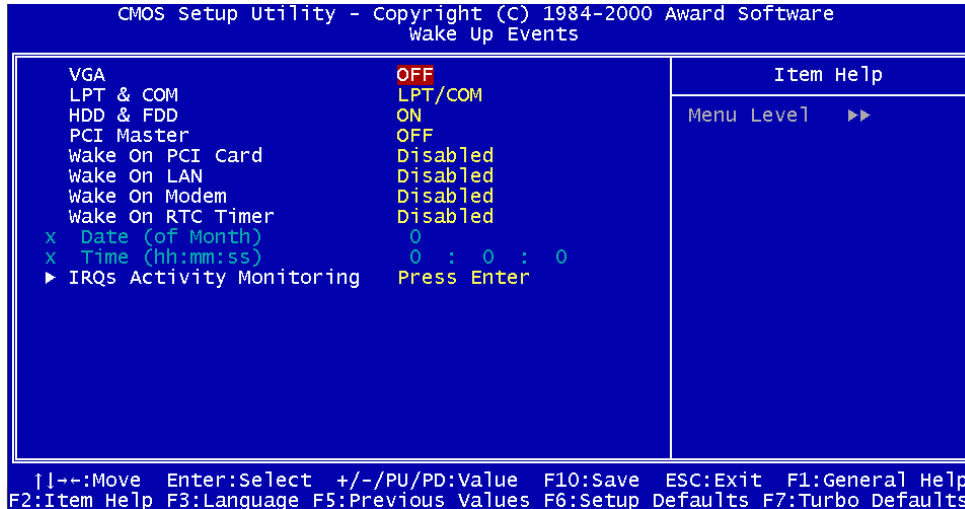 CMOS Setup Utility - Copyright (C) 1984-2000 Award Software
Wake Up Events
VGA OFF
LPT & COM LPT/COM
HDD & FDD ON
PCI Master OFF
Wake On PCI Card Disabled
Wake On LAN Disabled
Wake On Modem Disabled
Wake On RTC Timer Disabled
x Date (of Month) 0
x Time (hh:mm:ss) 0 : 0 : 0
▶ IRQs Activity Monitoring Press Enter
Item Help
Menu Level ▶▶
↑↓→←:Move Enter:Select +/-/PU/PD:Value F10:Save ESC:Exit F1:General Help
F2:Item Help F3:Language F5:Previous Values F6:Setup Defaults F7:Turbo Defaults